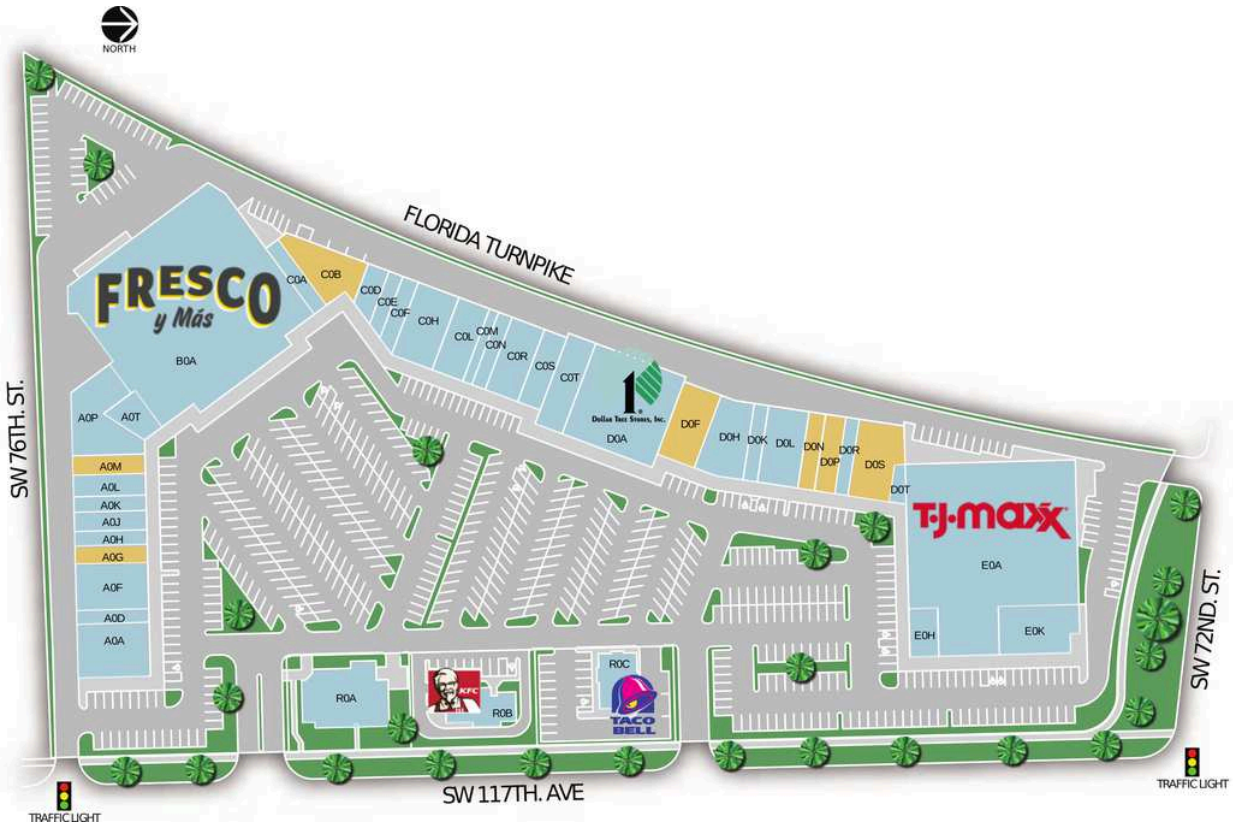 NORTH
FLORIDA TURNPIKE
SW 76TH. ST.
FRESCO
y Más
B0A
C0A
C0B
C0D
C0E
C0F
C0H
C0L
C0M
C0N
C0R
C0S
C0T
1
Dollar Tree Stores, Inc.
D0A
D0F
D0H
D0K
D0L
D0N
D0P
D0R
D0S
D0T
T·J·maxx
E0A
E0H
E0K
A0P
A0T
A0M
A0L
A0K
A0J
A0H
A0G
A0F
A0D
A0A
R0A
KFC
R0B
R0C
TACO
BELL
SW 72ND. ST.
SW 117TH. AVE
TRAFFIC LIGHT
TRAFFIC LIGHT